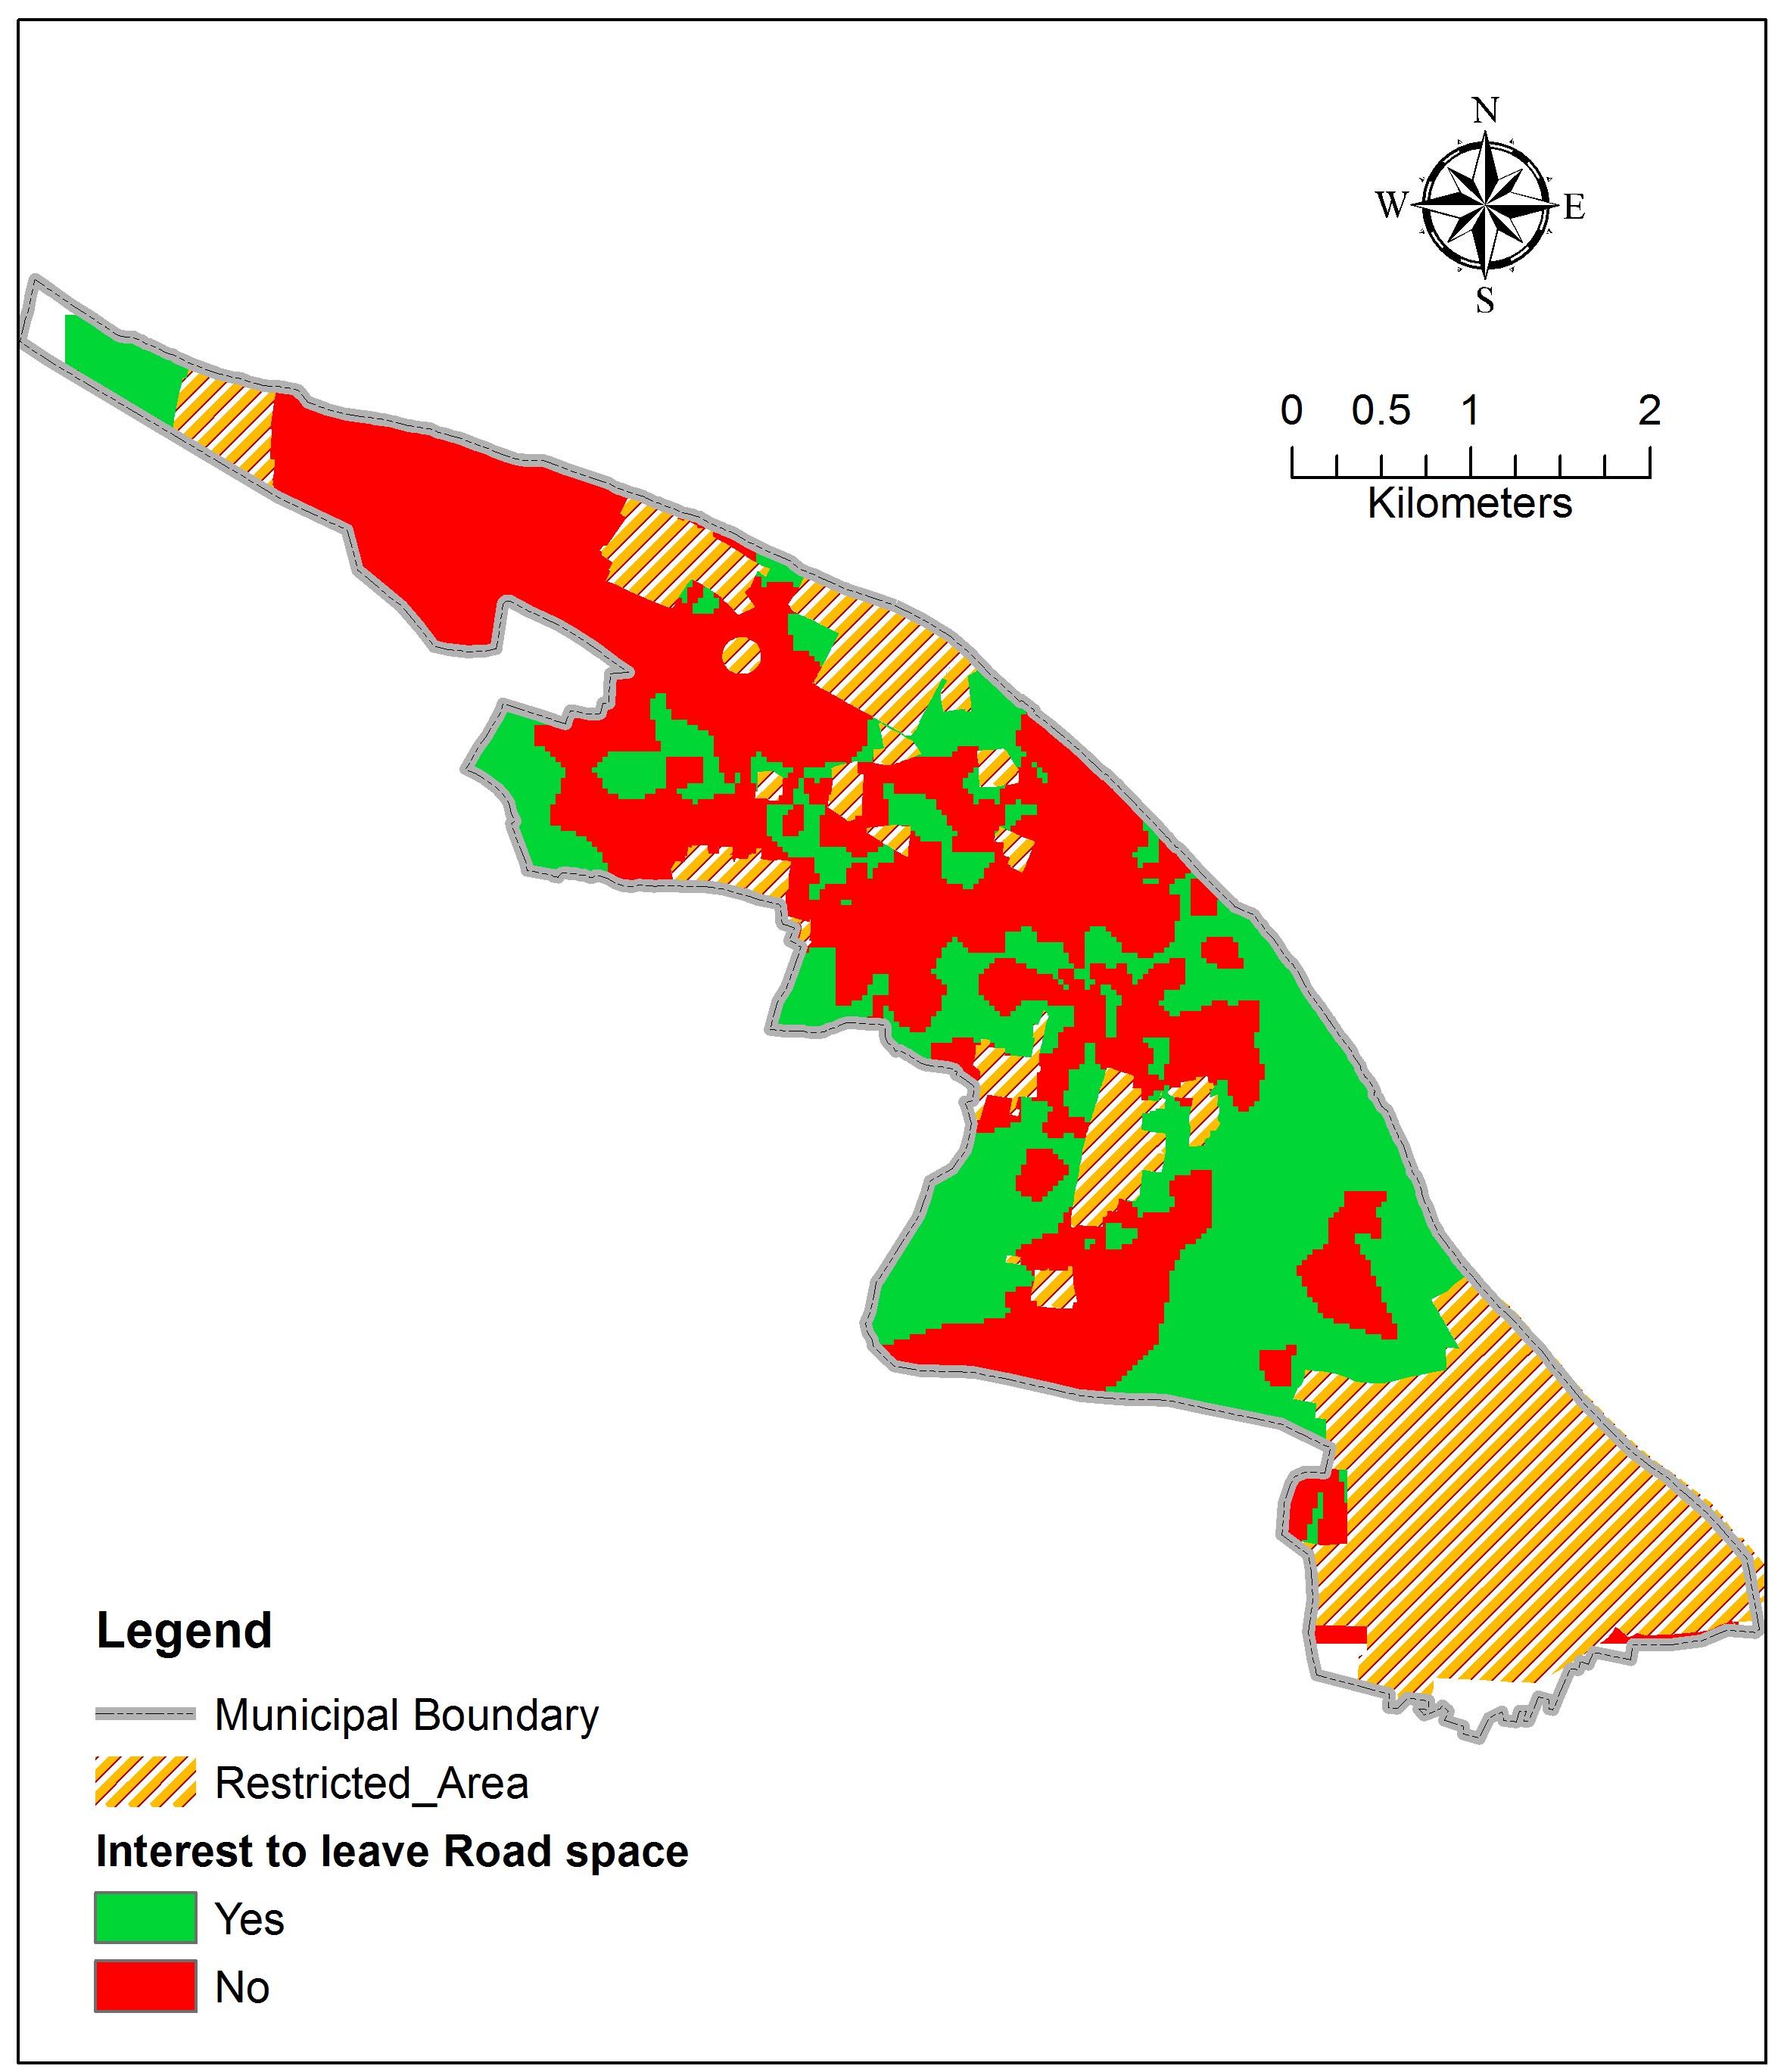 N
W E
S
0 0.5 1 2
Kilometers
Legend
Municipal Boundary
Restricted_Area
Interest to leave Road space
Yes
No